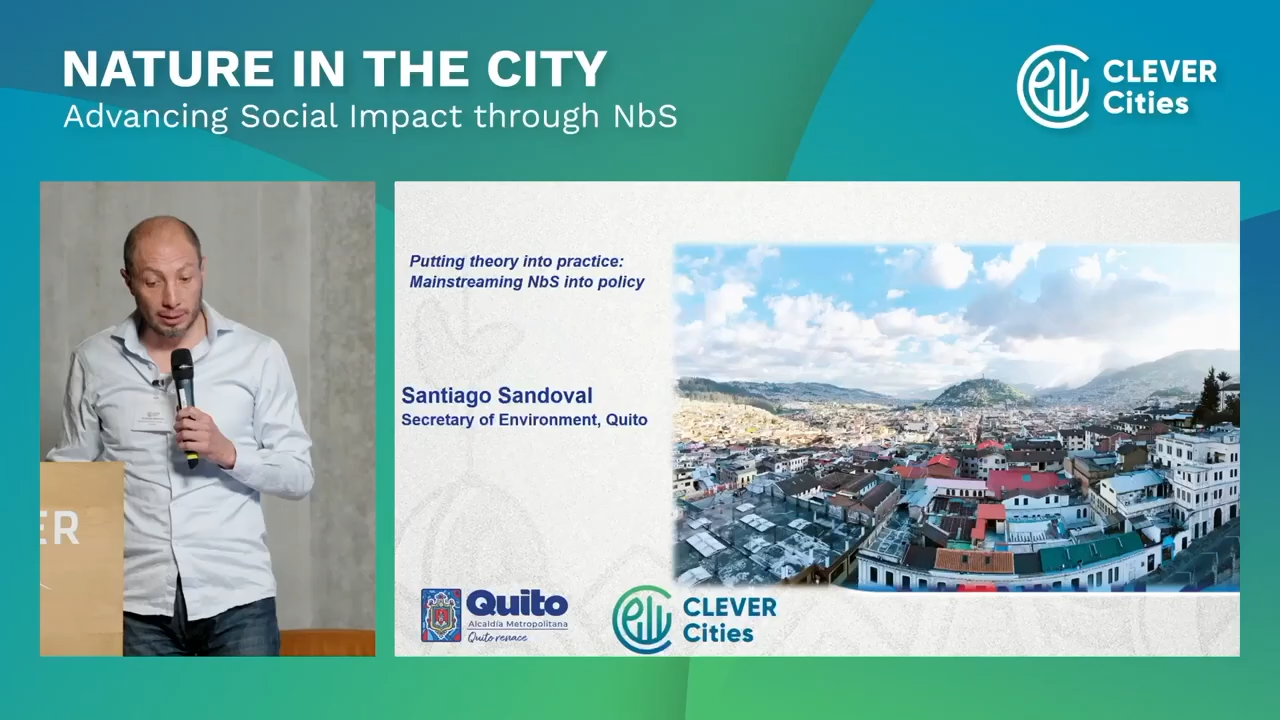 NATURE IN THE CITY
Advancing Social Impact through NbS
CLEVER
Cities
ER
Putting theory into practice:
Mainstreaming NbS into policy
Santiago Sandoval
Secretary of Environment, Quito
Quito
Alcaldía Metropolitana
Quito renace
CLEVER
Cities